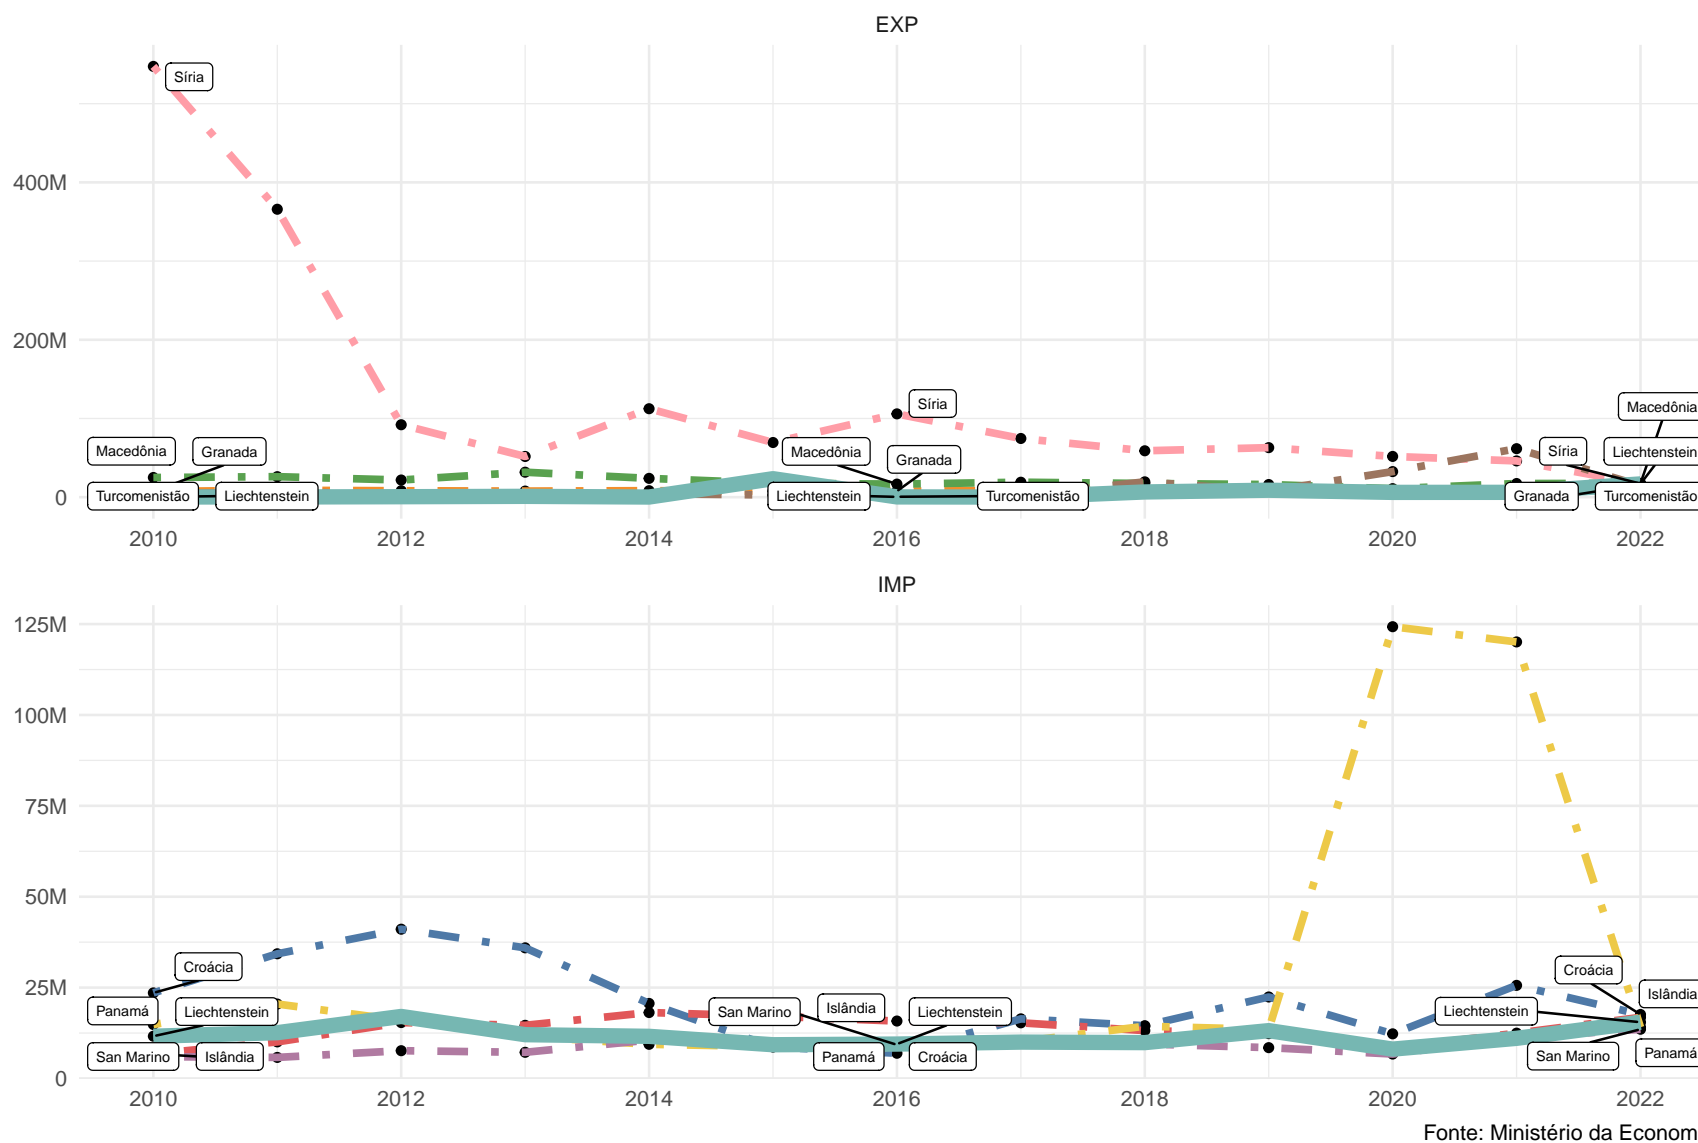 EXP
Síria
400M
200M
Síria
Macedônia
Macedônia
Granada
Macedônia
Granada
Síria
Liechtenstein
0
Turcomenistão
Liechtenstein
Liechtenstein
Turcomenistão
Granada
Turcomenistão
2010 2012 2014 2016 2018 2020 2022
IMP
125M
100M
75M
50M
Croácia
Croácia
25M
Islândia
Panamá
Liechtenstein
San Marino
Islândia
Liechtenstein
Liechtenstein
San Marino
Islândia
Panamá
Croácia
San Marino
Panamá
0
2010 2012 2014 2016 2018 2020 2022
Fonte: Ministério da Econom